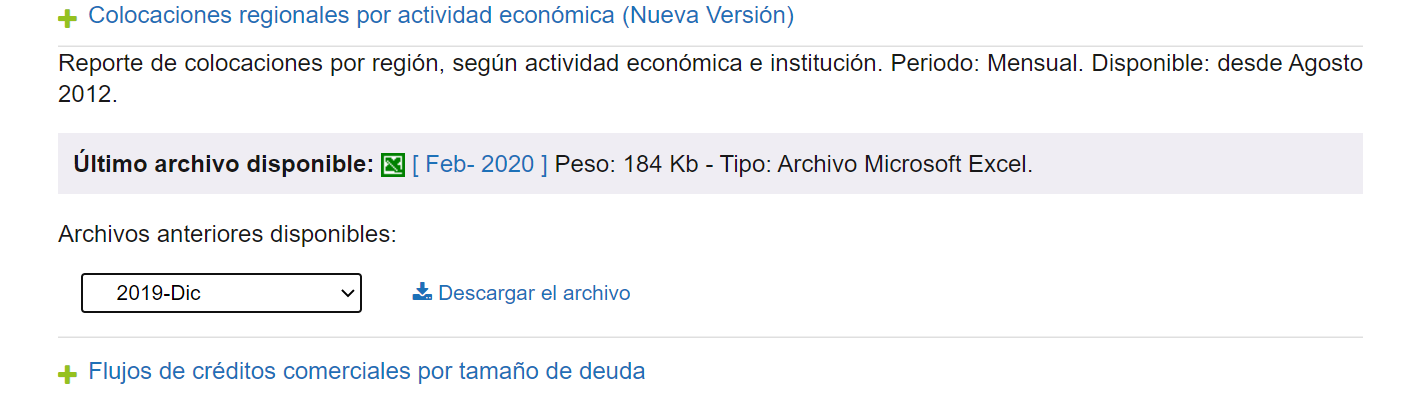 Colocaciones regionales por actividad económica (Nueva Versión)
Reporte de colocaciones por región, según actividad económica e institución. Periodo: Mensual. Disponible: desde Agosto
2012.
Último archivo disponible: [ Feb- 2020 ] Peso: 184 Kb - Tipo: Archivo Microsoft Excel.
Archivos anteriores disponibles:
2019-Dic Descargar el archivo
Flujos de créditos comerciales por tamaño de deuda